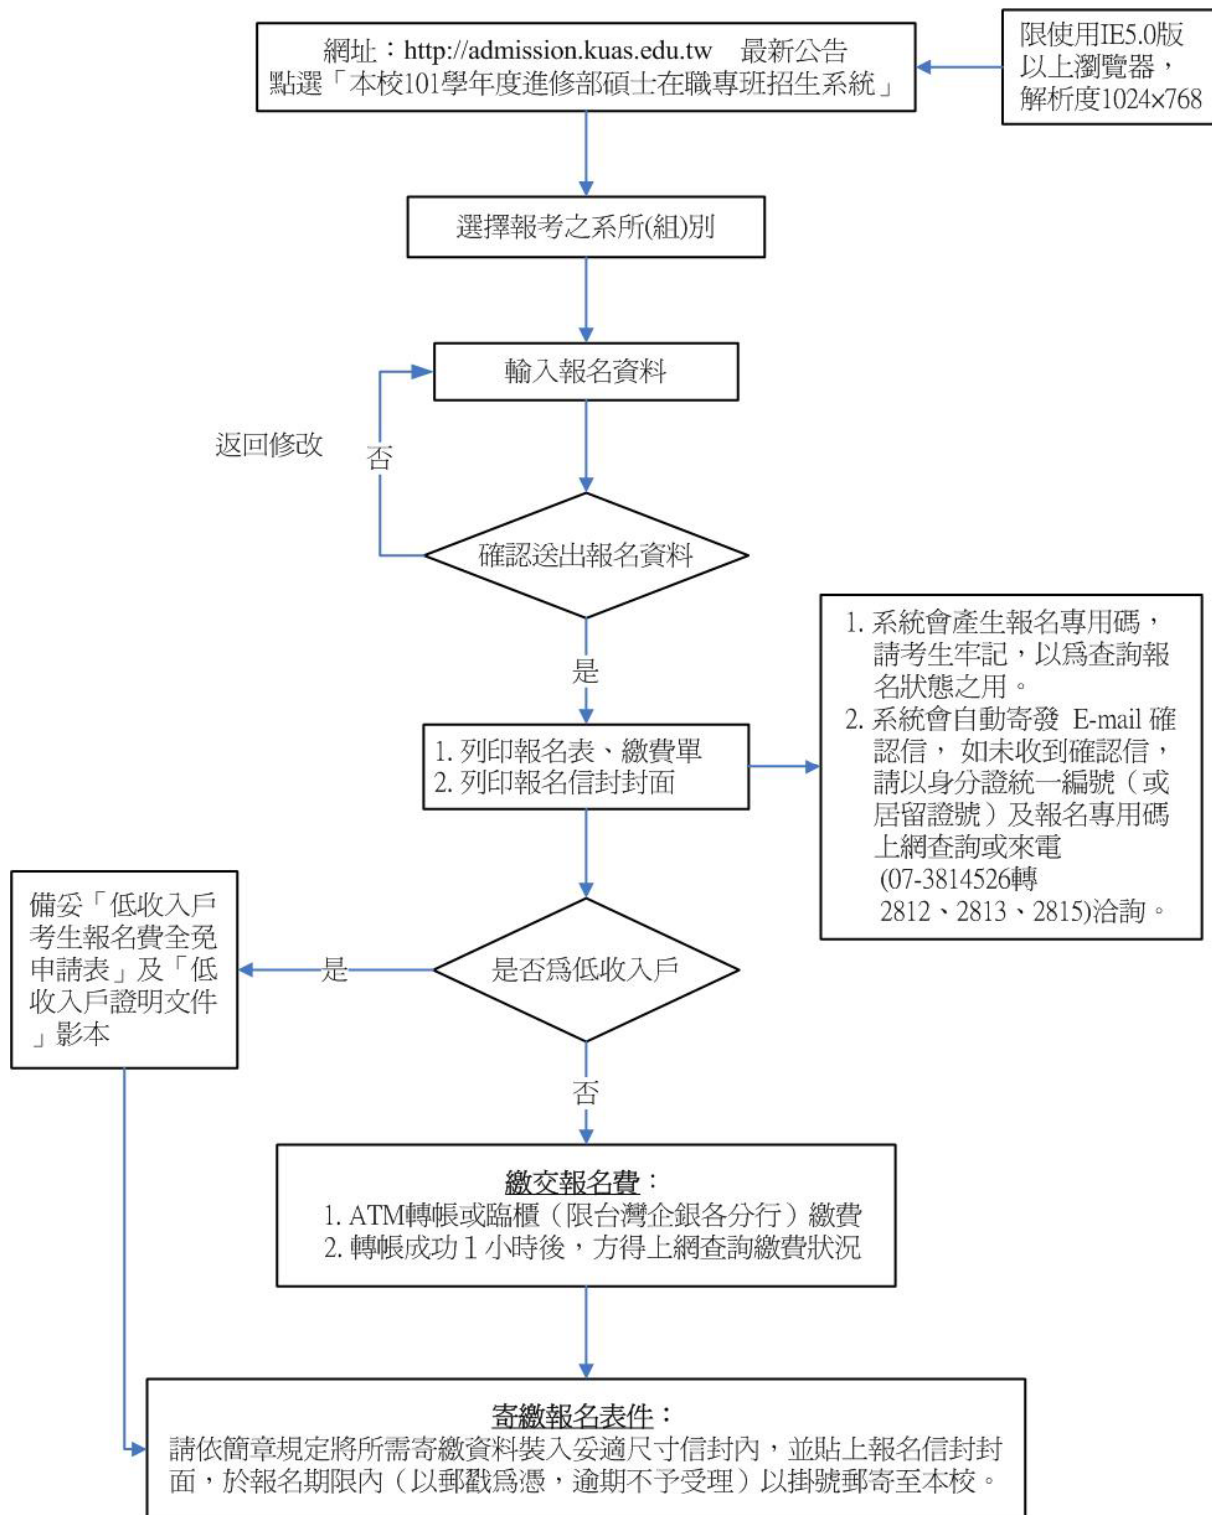 網址：http://admission.kuas.edu.tw　最新公告
點選「本校101學年度進修部碩士在職專班招生系統」
限使用IE5.0版
以上瀏覽器，
解析度1024×768
選擇報考之系所(組)別
輸入報名資料
返回修改
否
確認送出報名資料
是
1. 列印報名表、繳費單
2. 列印報名信封封面
1. 系統會產生報名專用碼，
請考生牢記，以為查詢報
名狀態之用。
2. 系統會自動寄發 E-mail 確
認信， 如未收到確認信，
請以身分證統一編號（或
居留證號）及報名專用碼
上網查詢或來電
(07-3814526轉
2812、2813、2815)洽詢。
備妥「低收入戶
考生報名費全免
申請表」及「低
收入戶證明文件
」影本
是
是否為低收入戶
否
繳交報名費：
1. ATM轉帳或臨櫃（限台灣企銀各分行）繳費
2. 轉帳成功１小時後，方得上網查詢繳費狀況
寄繳報名表件：
請依簡章規定將所需寄繳資料裝入妥適尺寸信封內，並貼上報名信封封
面，於報名期限內（以郵戳為憑，逾期不予受理）以掛號郵寄至本校。